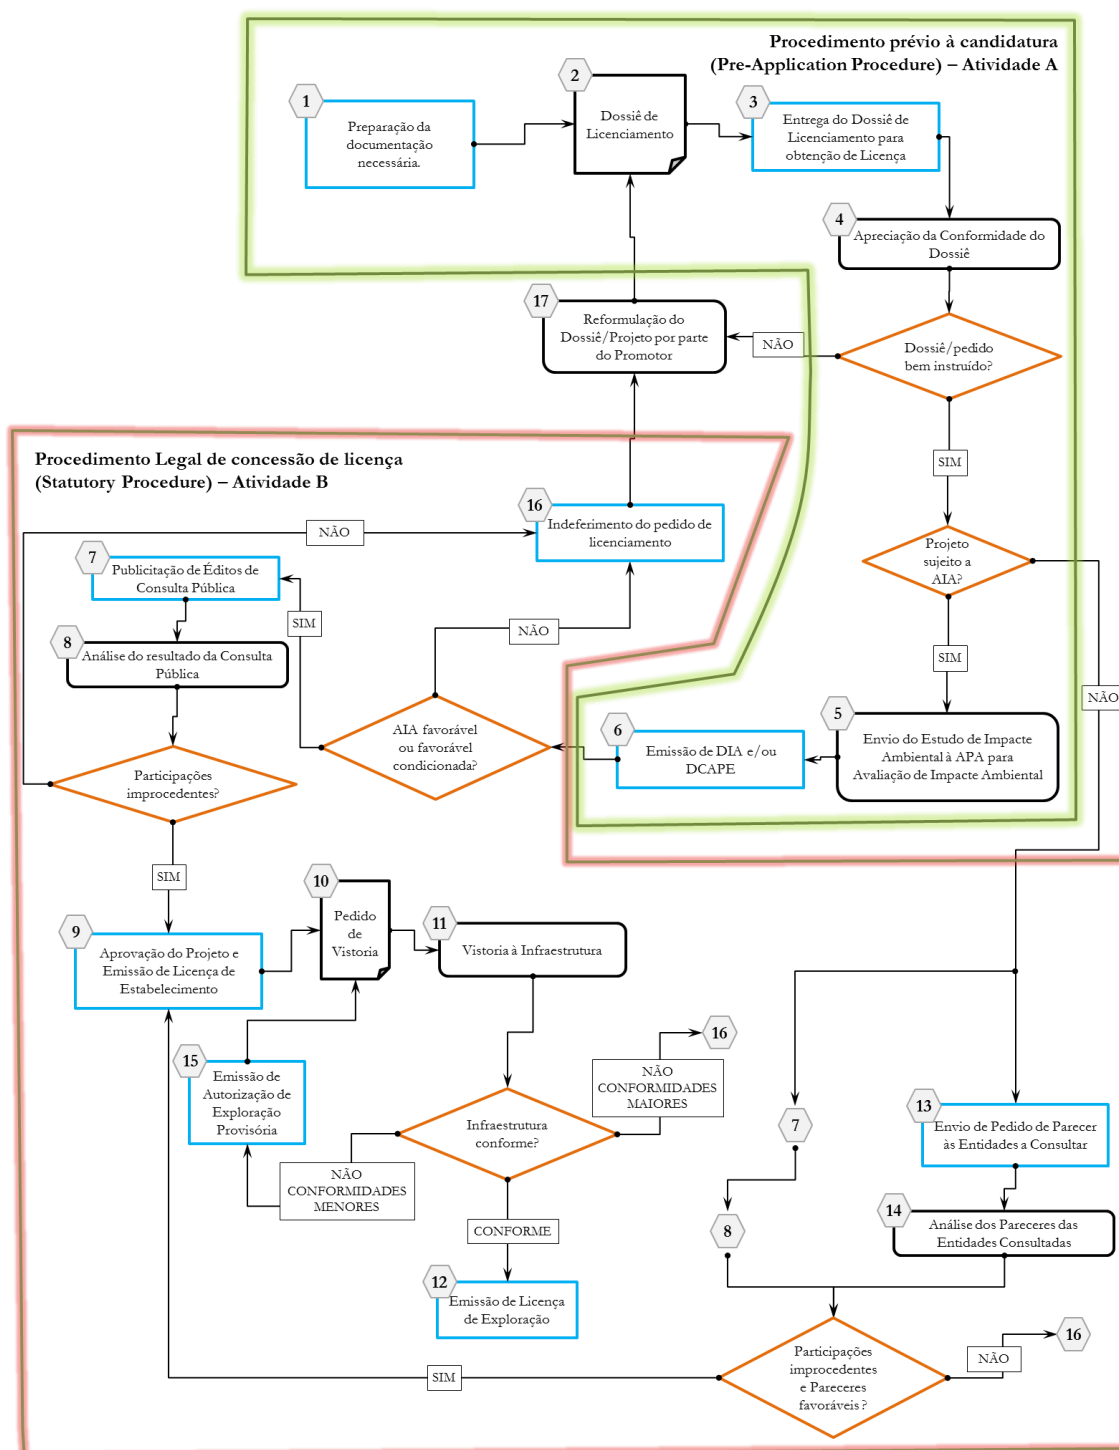 Procedimento prévio à candidatura
(Pre-Application Procedure) – Atividade A
1
Preparação da
documentação
necessária.
2
Dossiê de
Licenciamento
3
Entrega do Dossiê de
Licenciamento para
obtenção de Licença
4
Apreciação da Conformidade do
Dossiê
17
Reformulação do
Dossiê/Projeto por parte
do Promotor
NÃO
Dossiê/pedido
bem instruído?
SIM
Procedimento Legal de concessão de licença
(Statutory Procedure) – Atividade B
16
Indeferimento do pedido de
licenciamento
NÃO
7
Publicitação de Éditos de
Consulta Pública
Projeto
sujeito a
AIA?
SIM
NÃO
8
Análise do resultado da Consulta
Pública
SIM
NÃO
AIA favorável
ou favorável
condicionada?
6
Emissão de DIA e/ou
DCAPE
5
Envio do Estudo de Impacte
Ambiental à APA para
Avaliação de Impacte Ambiental
Participações
improcedentes?
SIM
9
Aprovação do Projeto e
Emissão de Licença de
Estabelecimento
10
Pedido
de
Vistoria
11
Vistoria à Infraestrutura
15
Emissão de
Autorização de
Exploração
Provisória
16
NÃO
CONFORMIDADES
MAIORES
Infraestrutura
conforme?
NÃO
CONFORMIDADES
MENORES
CONFORME
12
Emissão de Licença
de Exploração
7
8
13
Envio de Pedido de Parecer
às Entidades a Consultar
14
Análise dos Pareceres das
Entidades Consultadas
Participações
improcedentes
e Pareceres
favoráveis ?
NÃO
16
SIM